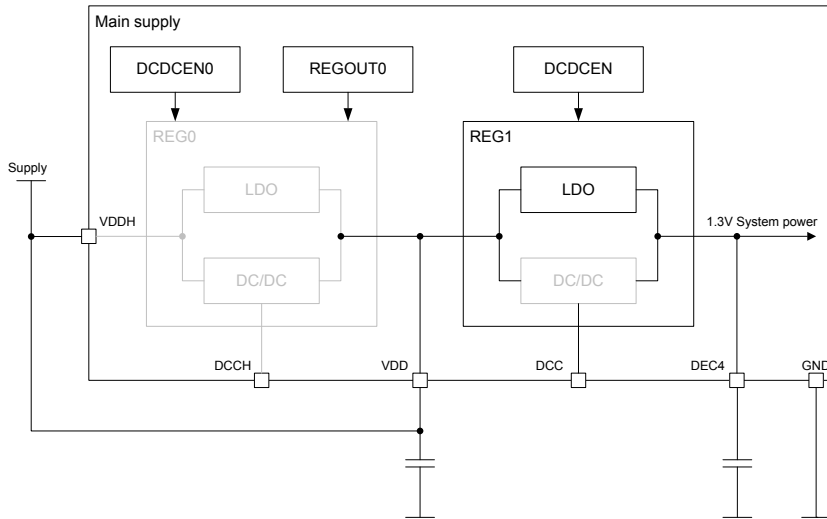 Main supply
DCDCEN0
REGOUT0
DCDCEN
REG0
REG1
Supply
LDO
LDO
VDDH
1.3V System power
DC/DC
DC/DC
DCCH
VDD
DCC
DEC4
GND